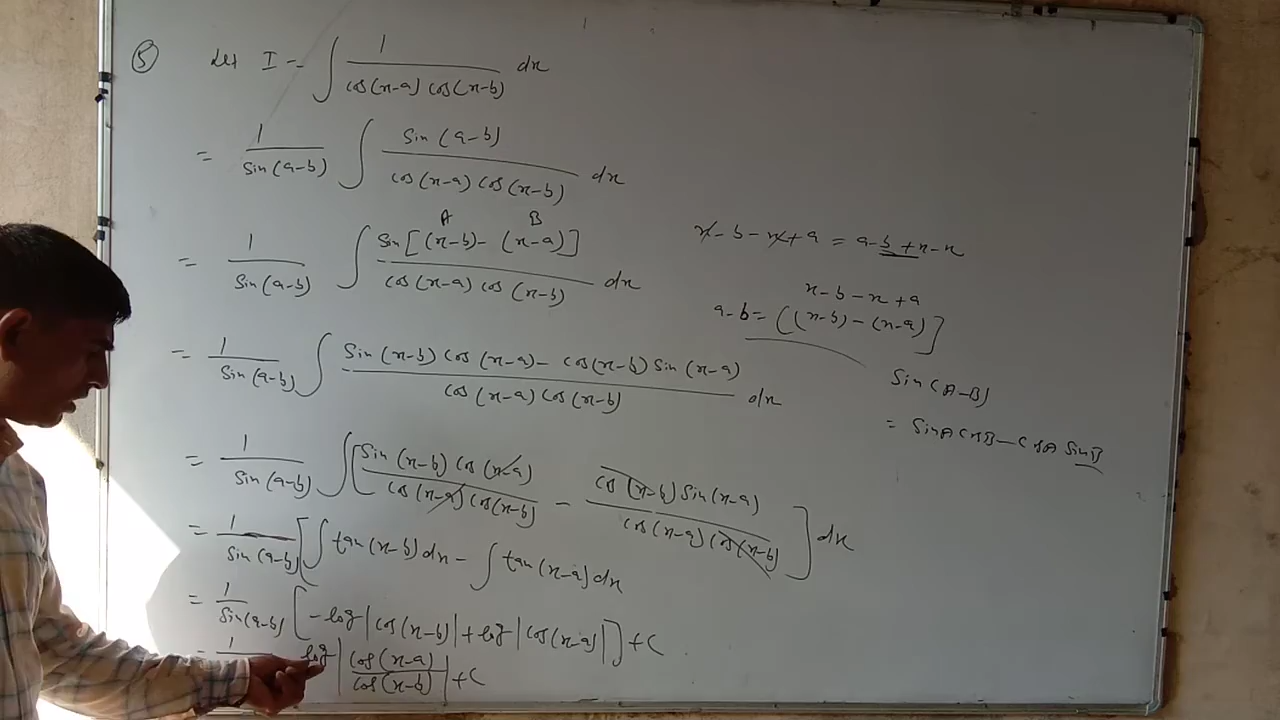 5 Let I = ∫ 1 / cos(x-a) cos(x-b) dx
= 1 / sin(a-b) ∫ sin(a-b) / cos(x-a) cos(x-b) dx
A B
= 1 / sin(a-b) ∫ sin[(x-b)-(x-a)] / cos(x-a) cos(x-b) dx
= 1 / sin(a-b) ∫ sin(x-b) cos(x-a) - cos(x-b) sin(x-a) / cos(x-a) cos(x-b) dx
= 1 / sin(a-b) ∫ [ sin(x-b) cos(x-a) / cos(x-a) cos(x-b) - cos(x-b) sin(x-a) / cos(x-a) cos(x-b) ] dx
= 1 / sin(a-b) [ ∫ tan(x-b) dx - ∫ tan(x-a) dx
= 1 / sin(a-b) [ -log|cos(x-b)| + log|cos(x-a)| ] + C
= 1 log | cos(x-a) / cos(x-b) | + C
x-b-x+a = a-b+x-x
x-b-x+a
a-b = ((x-b)-(x-a)]
sin(A-B)
= sinA cosB - cosA sinB